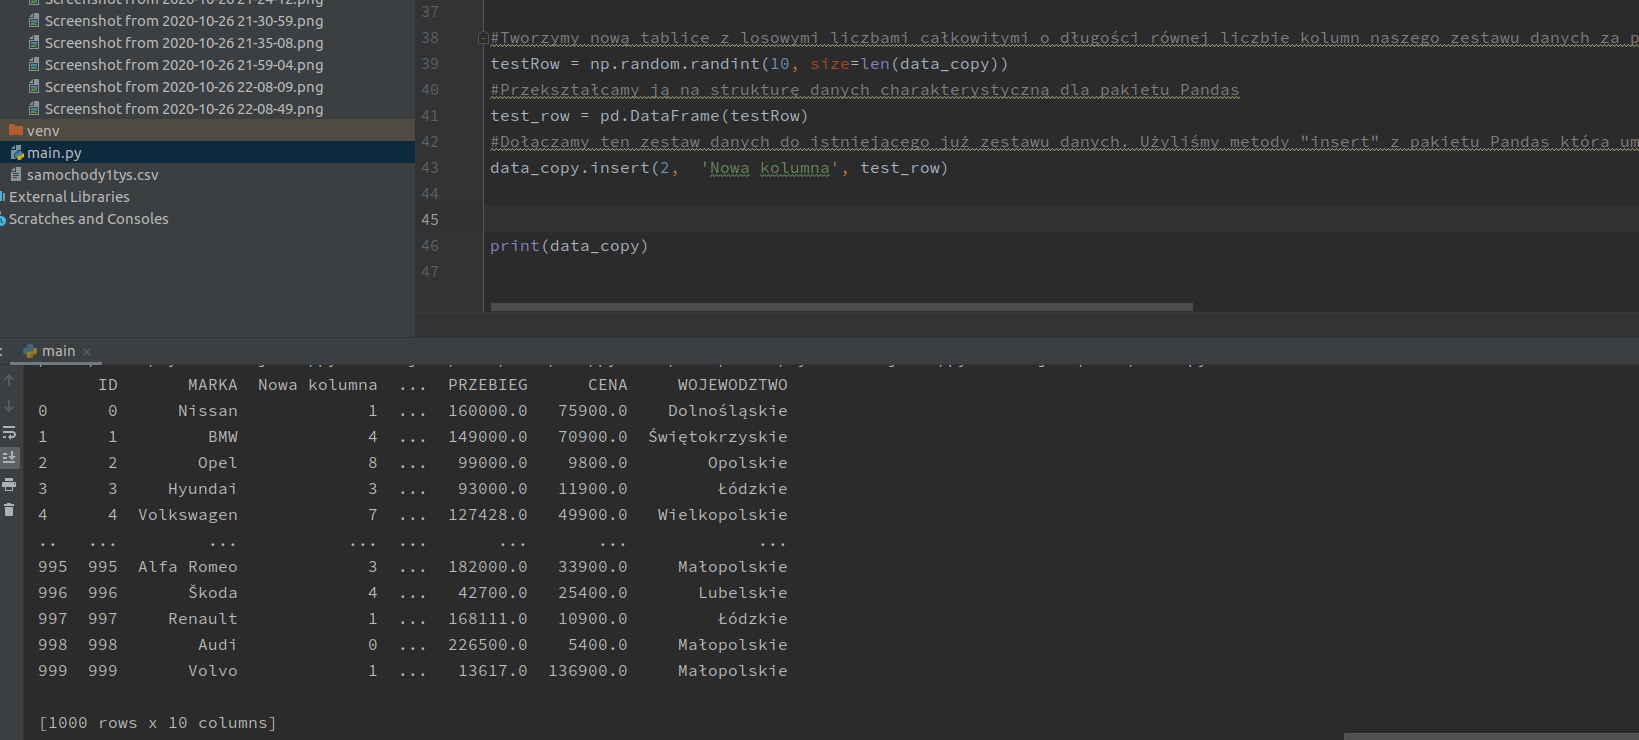 Screenshot from 2020-10-26 21-24-12.png
Screenshot from 2020-10-26 21-30-59.png
Screenshot from 2020-10-26 21-35-08.png
Screenshot from 2020-10-26 21-59-04.png
Screenshot from 2020-10-26 22-08-09.png
Screenshot from 2020-10-26 22-08-49.png
venv
main.py
samochody1tys.csv
External Libraries
Scratches and Consoles
37
38 #Tworzymy nową tablice z losowymi liczbami całkowitymi o długości równej liczbie kolumn naszego zestawu danych za p
39 testRow = np.random.randint(10, size=len(data_copy))
40 #Przekształcamy ją na strukturę danych charakterystyczną dla pakietu Pandas
41 test_row = pd.DataFrame(testRow)
42 #Dołączamy ten zestaw danych do istniejącego już zestawu danych. Użyliśmy metody "insert" z pakietu Pandas która um
43 data_copy.insert(2,  'Nowa kolumna', test_row)
44
45
46 print(data_copy)
47
: main
ID MARKA Nowa kolumna ... PRZEBIEG CENA WOJEWODZTWO
0 0 Nissan 1 ... 160000.0 75900.0 Dolnośląskie
1 1 BMW 4 ... 149000.0 70900.0 Świętokrzyskie
2 2 Opel 8 ... 99000.0 9800.0 Opolskie
3 3 Hyundai 3 ... 93000.0 11900.0 Łódzkie
4 4 Volkswagen 7 ... 127428.0 49900.0 Wielkopolskie
.. ... ... ... ... ... ... ...
995 995 Alfa Romeo 3 ... 182000.0 33900.0 Małopolskie
996 996 Škoda 4 ... 42700.0 25400.0 Lubelskie
997 997 Renault 1 ... 168111.0 10900.0 Łódzkie
998 998 Audi 0 ... 226500.0 5400.0 Małopolskie
999 999 Volvo 1 ... 13617.0 136900.0 Małopolskie
[1000 rows x 10 columns]